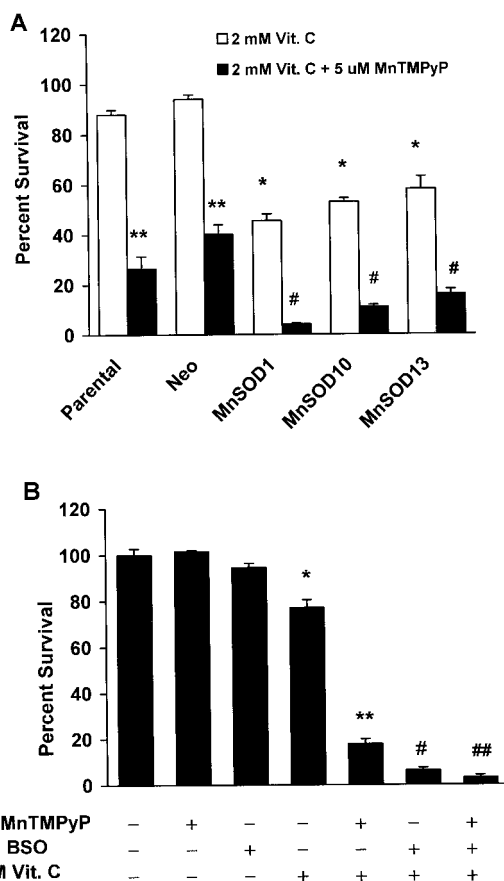 A
2 mM Vit. C
2 mM Vit. C + 5 uM MnTMPyP
Percent Survival
120
100
80
60
40
20
0
** ** * # * # * #
Parental
Neo
MnSOD1
MnSOD10
MnSOD13
B
Percent Survival
120
100
80
60
40
20
0
* ** # ##
MnTMPyP – + – – + – +
BSO – – + – – + +
M Vit. C – – – + + + +